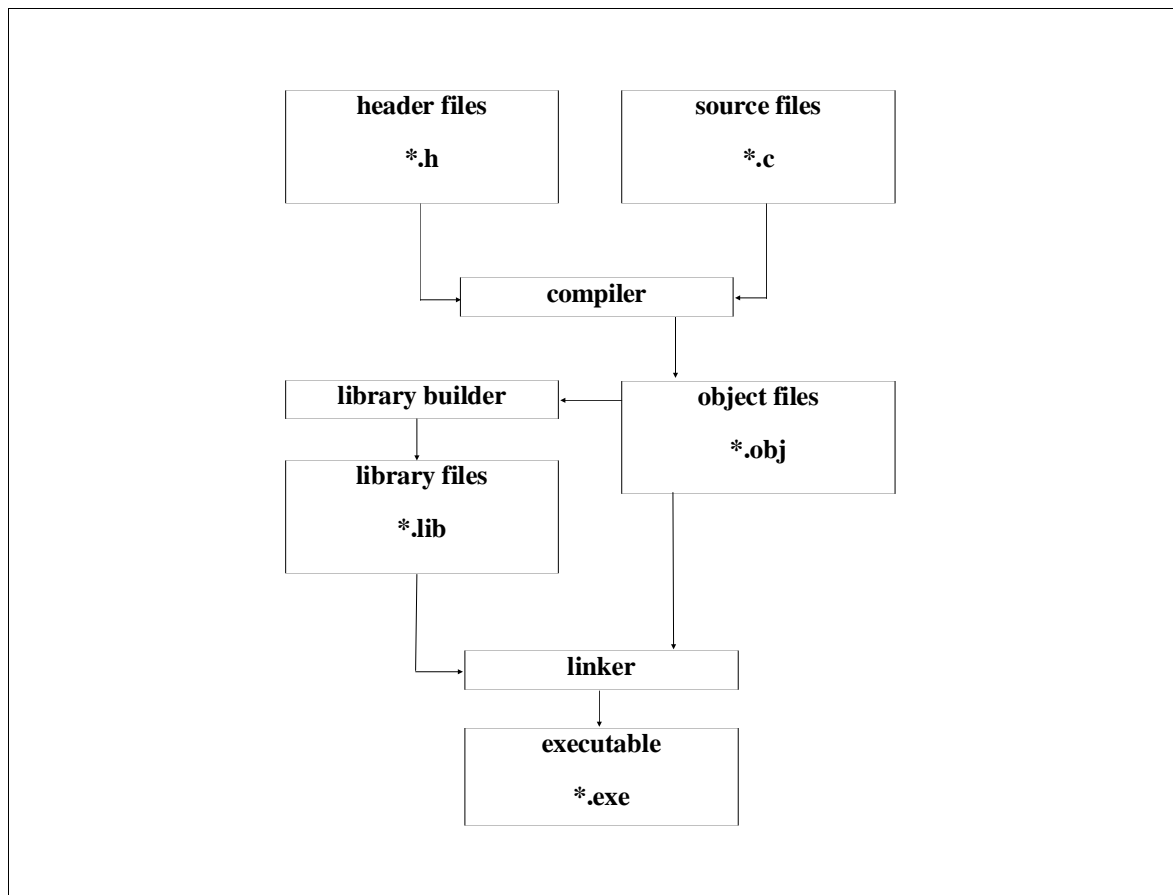 header files
*.h
source files
*.c
compiler
library builder
object files
*.obj
library files
*.lib
linker
executable
*.exe